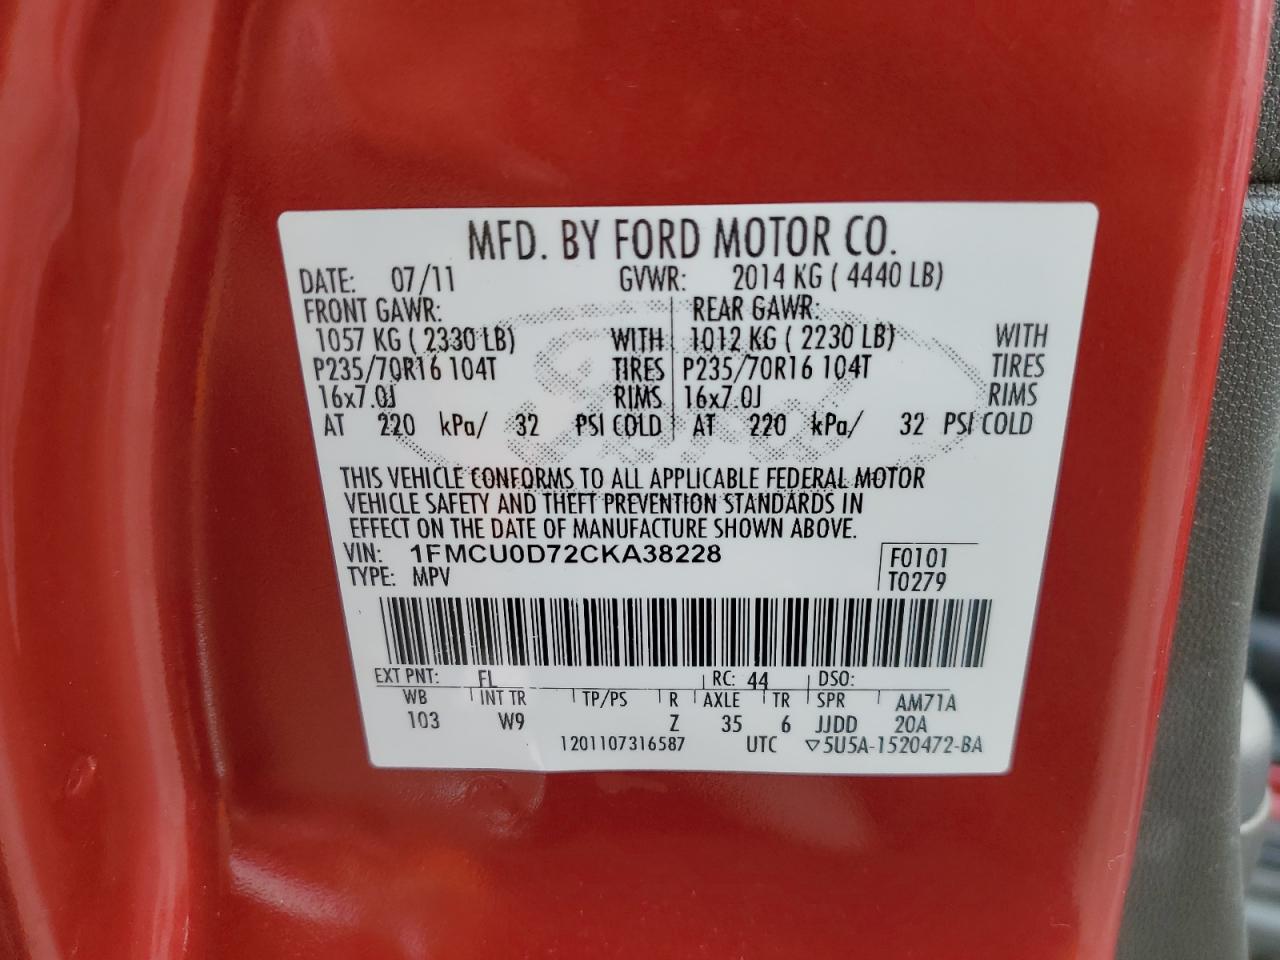 MFD. BY FORD MOTOR CO.
DATE: 07/11 GVWR: 2014 KG ( 4440 LB)
FRONT GAWR: REAR GAWR:
1057 KG ( 2330 LB) WITH 1012 KG ( 2230 LB) WITH
P235/70R16 104T TIRES P235/70R16 104T TIRES
16x7.0J RIMS 16x7.0J RIMS
AT 220 kPa/ 32 PSI COLD AT 220 kPa/ 32 PSI COLD
THIS VEHICLE CONFORMS TO ALL APPLICABLE FEDERAL MOTOR
VEHICLE SAFETY AND THEFT PREVENTION STANDARDS IN
EFFECT ON THE DATE OF MANUFACTURE SHOWN ABOVE.
VIN: 1FMCU0D72CKA38228 F0101
TYPE: MPV T0279
EXT PNT: FL RC: 44 DSO:
WB INT TR TP/PS R AXLE TR SPR AM71A
103 W9 Z 35 6 JJDD 20A
1201107316587 UTC ▽5U5A-1520472-BA